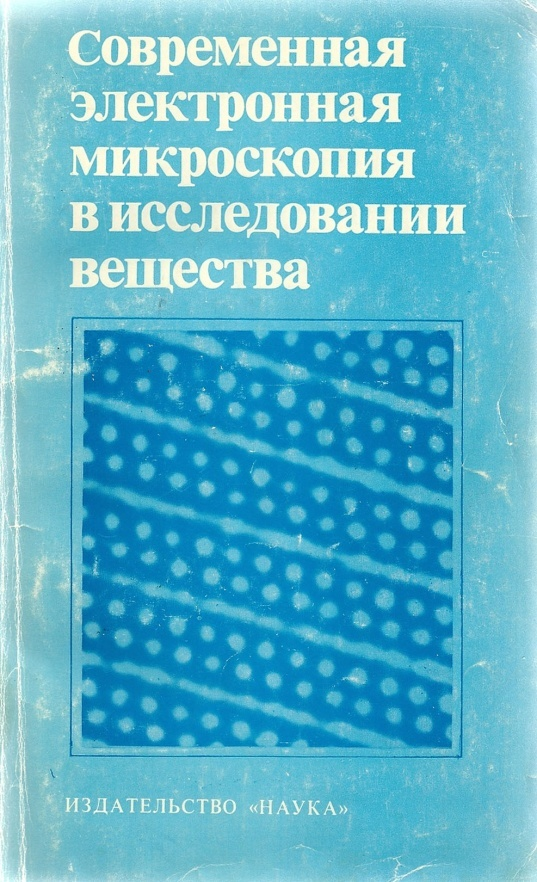 Современная
электронная
микроскопия
в исследовании
вещества
ИЗДАТЕЛЬСТВО «НАУКА»